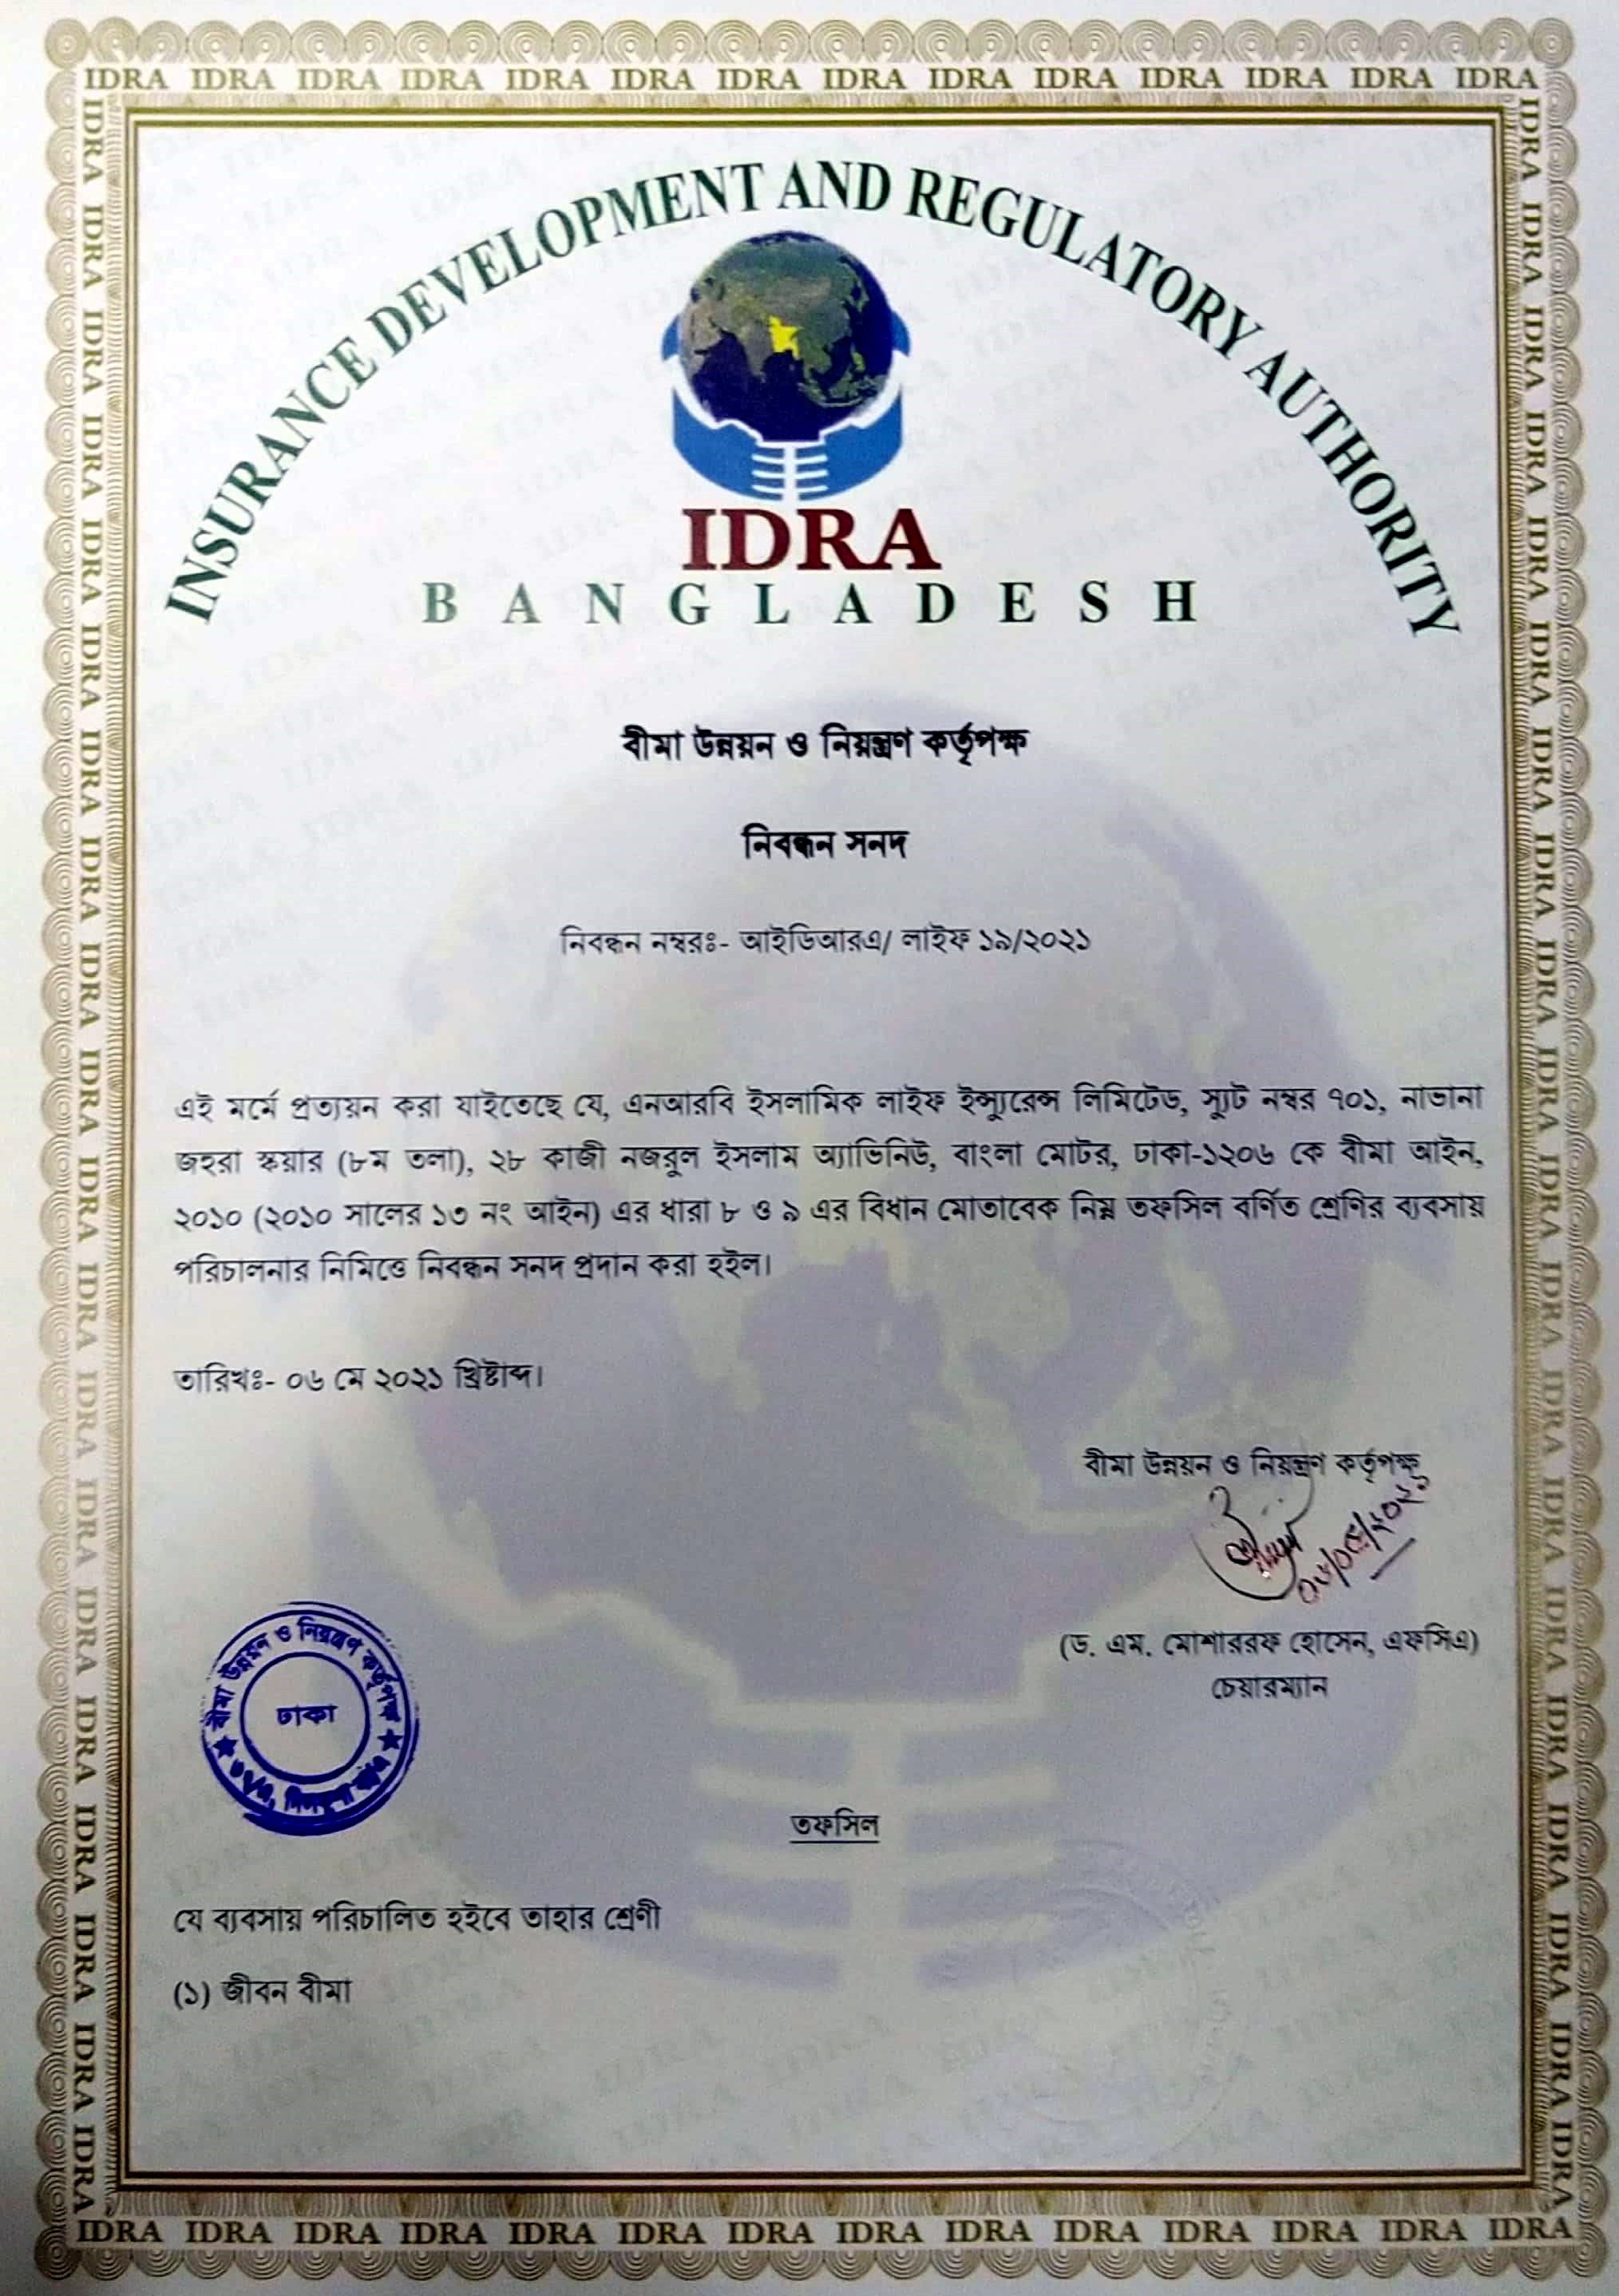 IDRA IDRA IDRA IDRA IDRA IDRA IDRA IDRA IDRA IDRA IDRA IDRA IDRA IDRA
INSURANCE DEVELOPMENT AND REGULATORY AUTHORITY
IDRA
BANGLADESH
বীমা উন্নয়ন ও নিয়ন্ত্রণ কর্তৃপক্ষ
নিবন্ধন সনদ
নিবন্ধন নম্বরঃ- আইডিআরএ/ লাইফ ১৯/২০২১
এই মর্মে প্রত্যয়ন করা যাইতেছে যে, এনআরবি ইসলামিক লাইফ ইন্স্যুরেন্স লিমিটেড, স্যুট নম্বর ৭০১, নাভানা
জহুরা স্কয়ার (৮ম তলা), ২৮ কাজী নজরুল ইসলাম অ্যাভিনিউ, বাংলা মোটর, ঢাকা-১২০৬ কে বীমা আইন,
২০১০ (২০১০ সালের ১৩ নং আইন) এর ধারা ৮ ও ৯ এর বিধান মোতাবেক নিম্ন তফসিল বর্ণিত শ্রেণির ব্যবসায়
পরিচালনার নিমিত্তে নিবন্ধন সনদ প্রদান করা হইল।
তারিখঃ- ০৬ মে ২০২১ খ্রিষ্টাব্দ।
বীমা উন্নয়ন ও নিয়ন্ত্রণ কর্তৃপক্ষ
০৬/০৫/২০২১
(ড. এম. মোশাররফ হোসেন, এফসিএ)
চেয়ারম্যান
বীমা উন্নয়ন ও নিয়ন্ত্রণ কর্তৃপক্ষ
ঢাকা
তফসিল
যে ব্যবসায় পরিচালিত হইবে তাহার শ্রেণী
(১) জীবন বীমা
IDRA IDRA IDRA IDRA IDRA IDRA IDRA IDRA IDRA IDRA IDRA IDRA IDRA IDRA